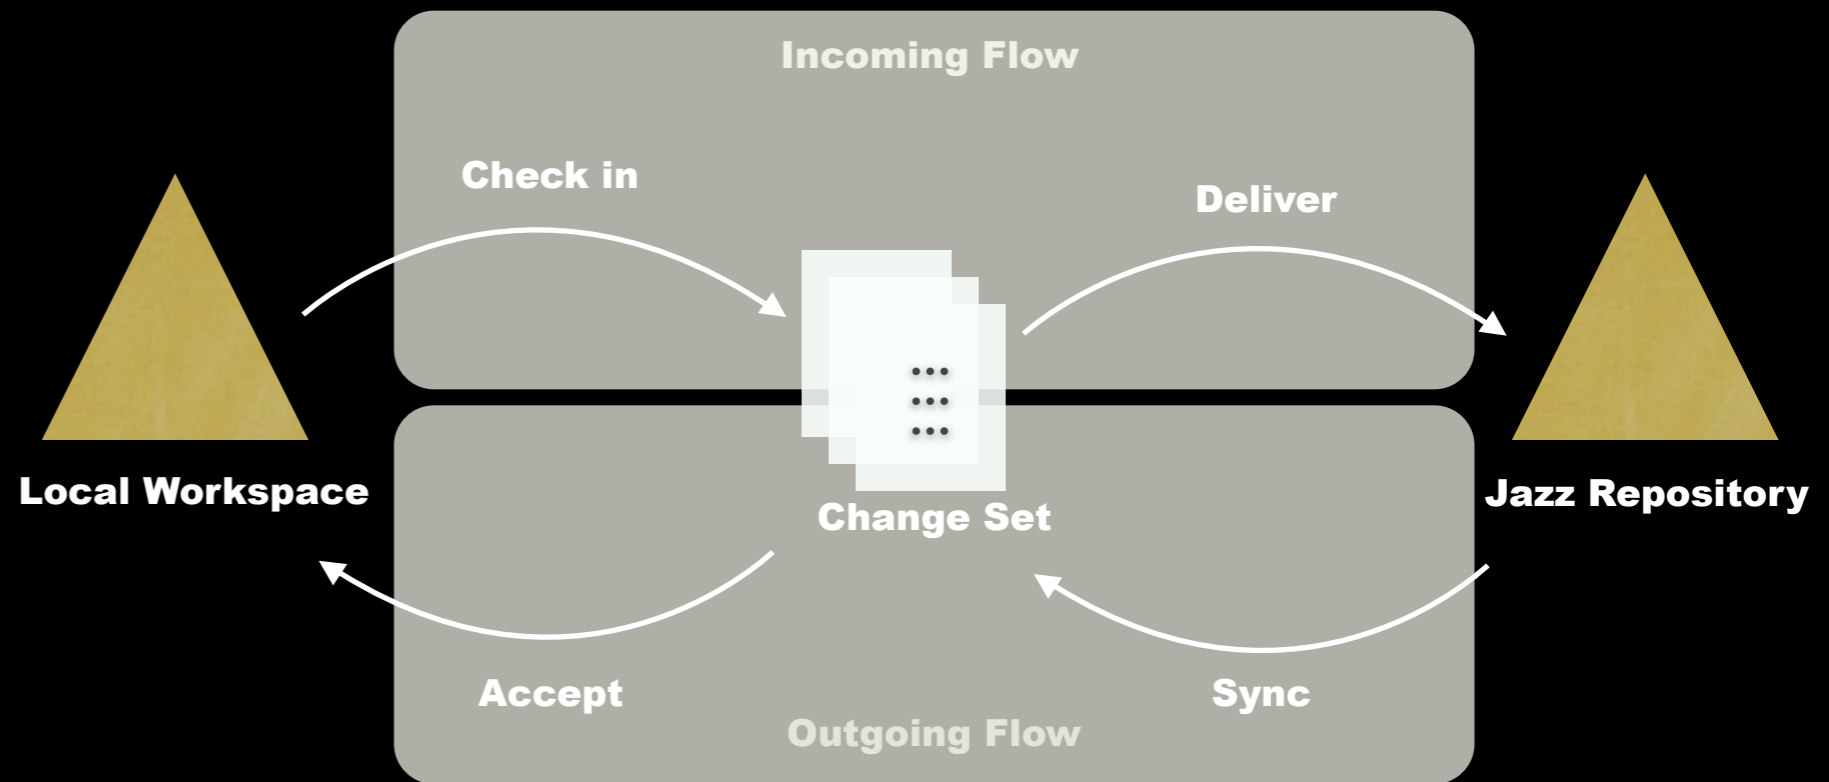 Incoming Flow
Check in
Deliver
Local Workspace
Jazz Repository
Change Set
Accept
Sync
Outgoing Flow